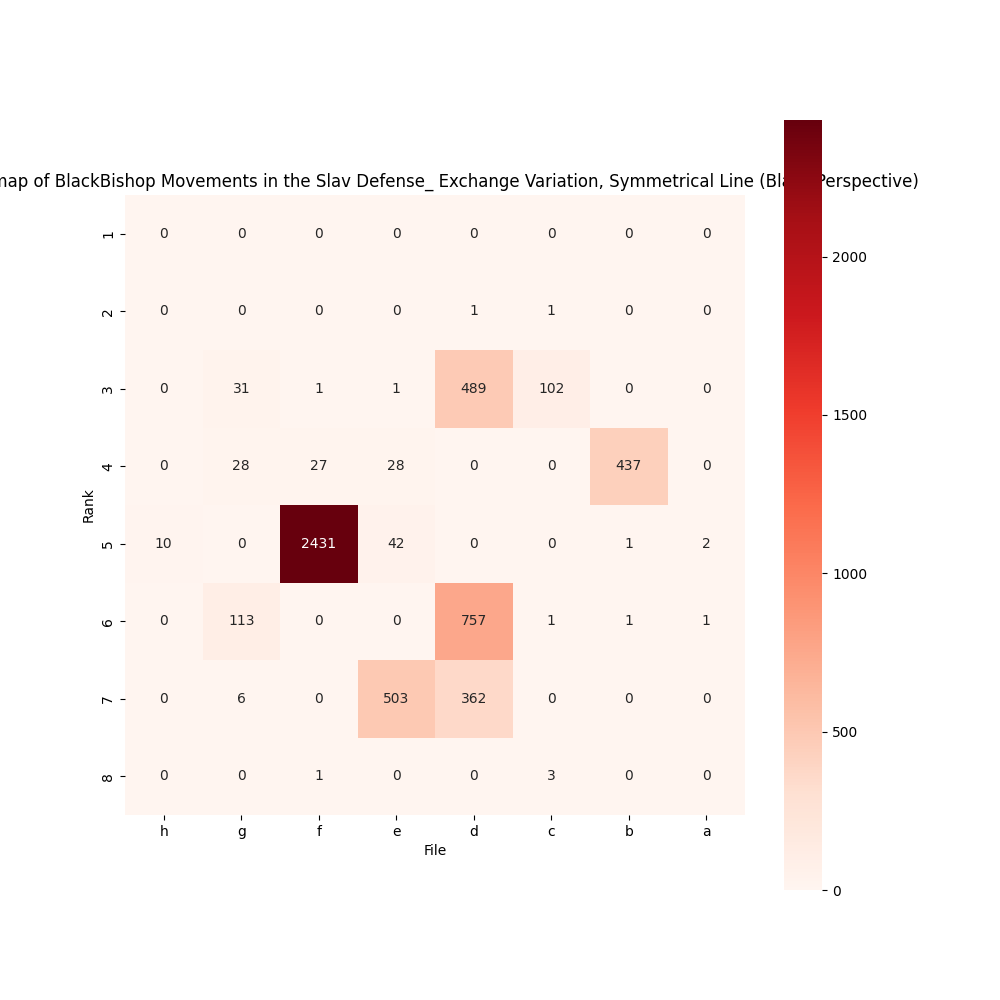 map of BlackBishop Movements in the Slav Defense_ Exchange Variation, Symmetrical Line Perspective)
1 0 0 0 0 0 0 0 0
2 0 0 0 0 1 1 0 0
3 0 31 1 1 489 102 0 0
4 0 28 27 28 0 0 437 0
5 10 0 2431 42 0 0 1 2
6 0 113 0 0 757 1 1 1
7 0 6 0 503 362 0 0 0
8 0 0 1 0 0 3 0 0
h g f e d c b a
File
Rank
2000
1500
1000
500
0